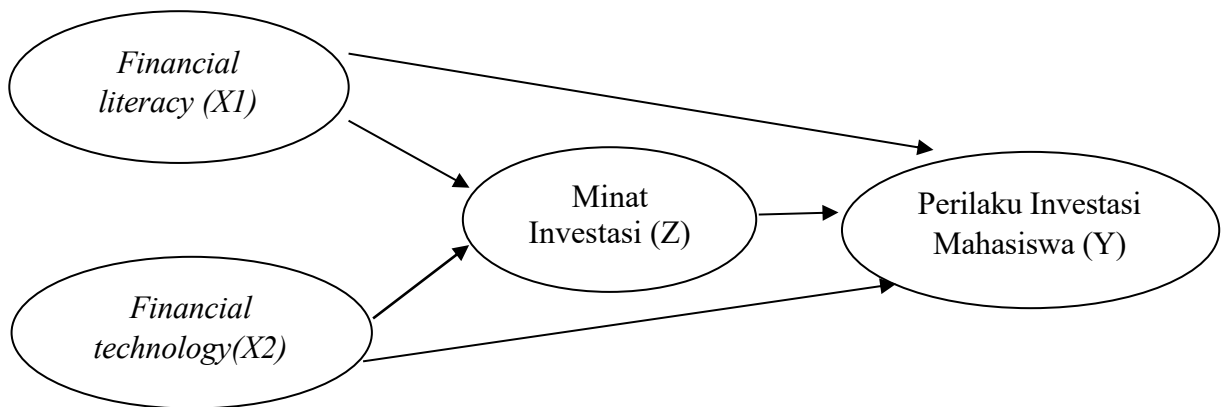 Financial
literacy (X1)
Minat
Investasi (Z)
Perilaku Investasi
Mahasiswa (Y)
Financial
technology(X2)